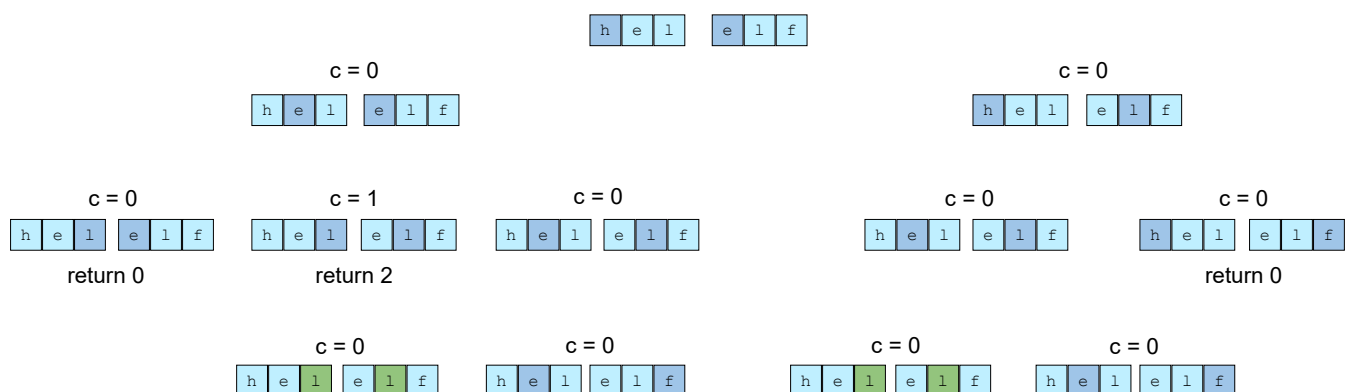 h e l e l f
c = 0 c = 0
h e l e l f h e l e l f
c = 0 c = 1 c = 0 c = 0 c = 0
h e l e l f h e l e l f h e l e l f h e l e l f h e l e l f
return 0 return 2 return 0
c = 0 c = 0 c = 0 c = 0
h e l e l f h e l e l f h e l e l f h e l e l f